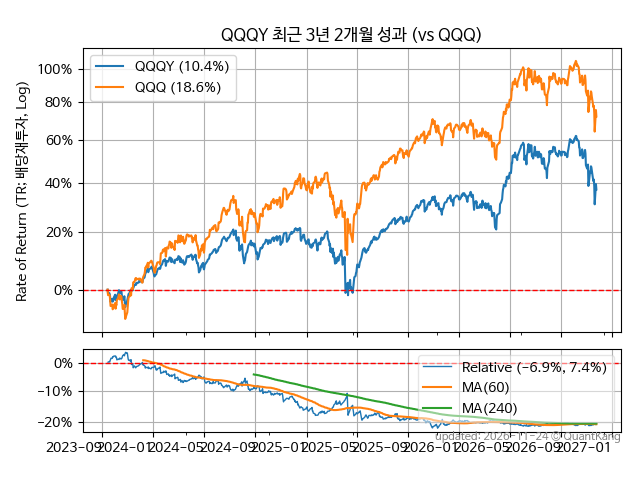 QQQY 최근 3년 2개월 성과 (vs QQQ)
Rate of Return (TR: 배당재투자, Log)
100%
80%
60%
40%
20%
0%
QQQY (10.4%)
QQQ (18.6%)
0%
−10%
−20%
Relative (−6.9%, 7.4%)
MA(60)
MA(240)
2023-09
2024-01
2024-05
2024-09
2025-01
2025-05
2025-09
2026-01
2026-05
2026-09
2027-01
updated: 2026-11-24 © QuantKang